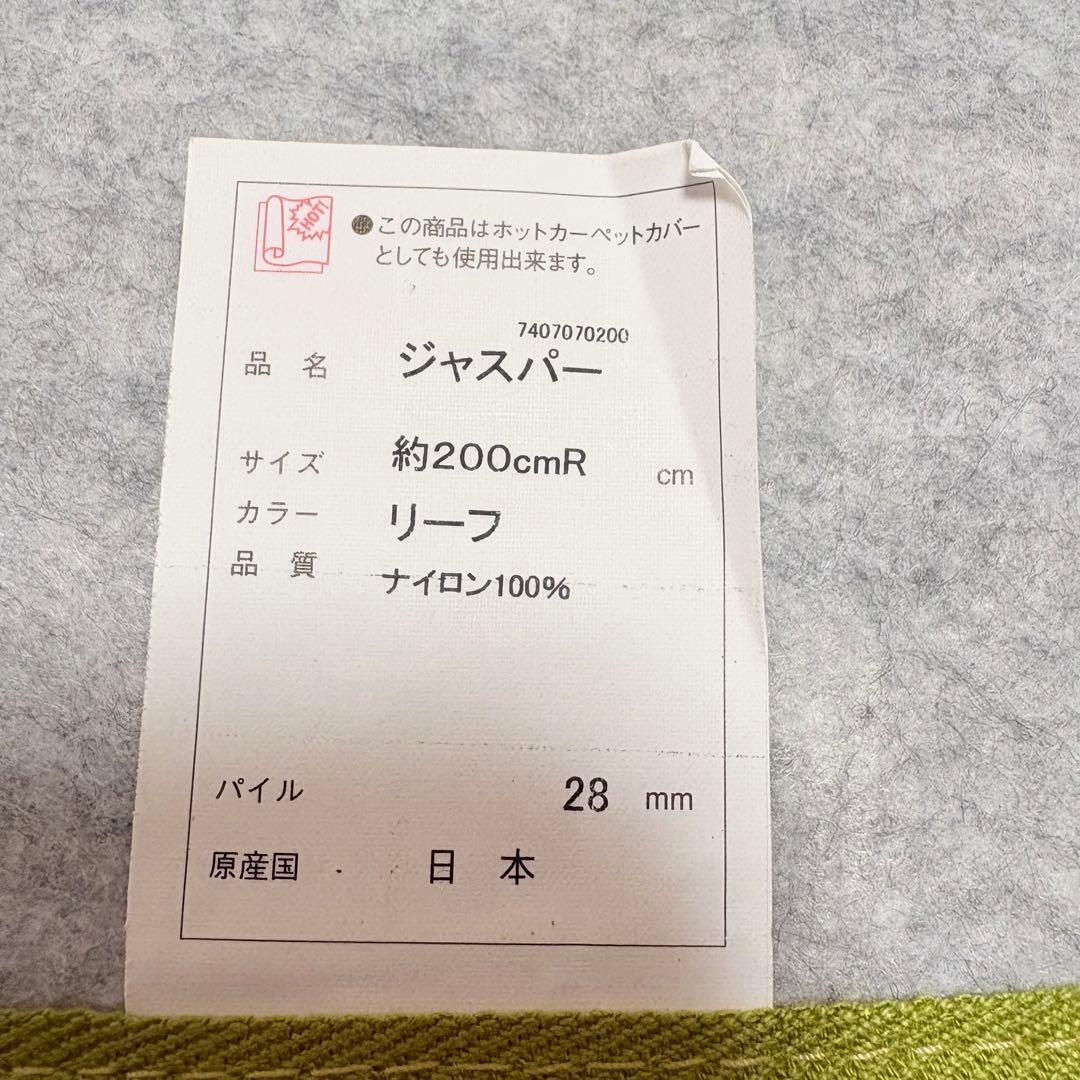 HOT!
●この商品はホットカーペットカバー
としても使用出来ます。
7407070200
品 名 ジャスパー
サイズ 約200cmR cm
カラー リーフ
品 質 ナイロン100%
パイル 28 mm
原産国 日 本